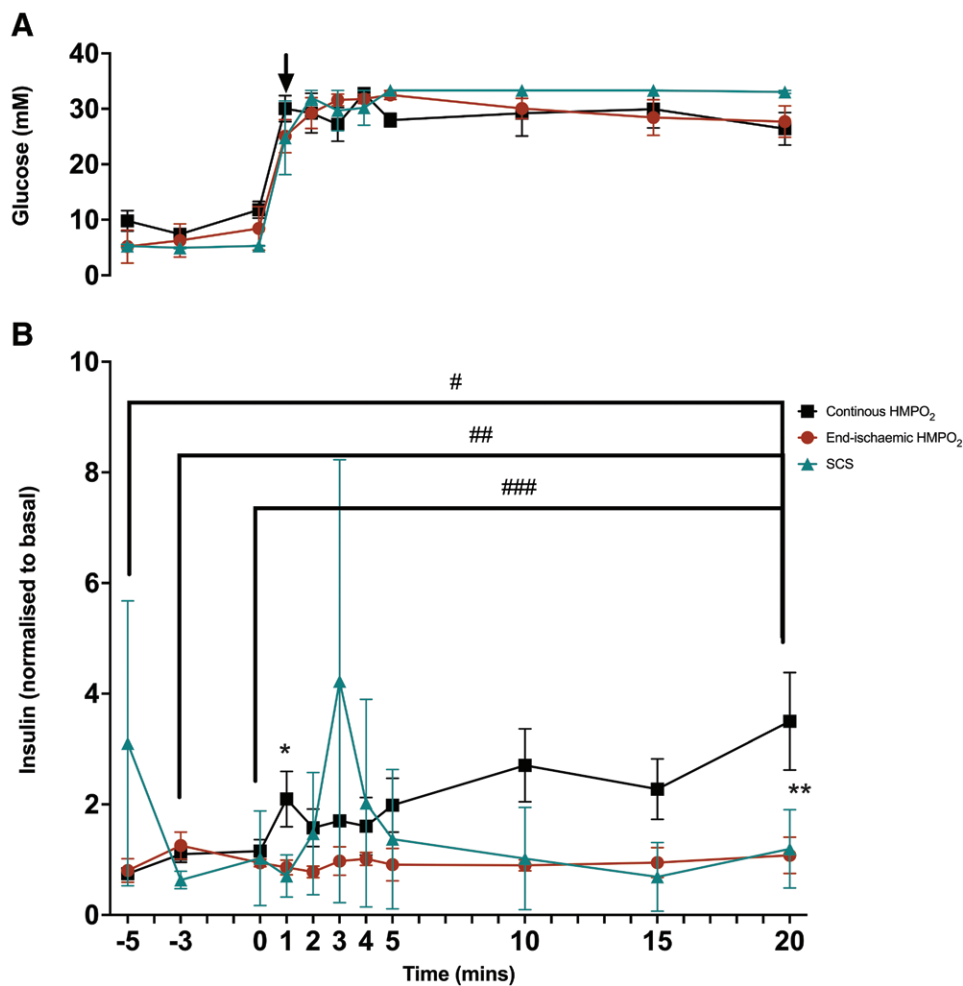 A
Glucose (mM)
40
30
20
10
0
B
Insulin (normalised to basal)
10
8
6
4
2
0
#
##
###
*
**
Continous HMPO₂
End-ischaemic HMPO₂
SCS
-5 -3 0 1 2 3 4 5 10 15 20
Time (mins)